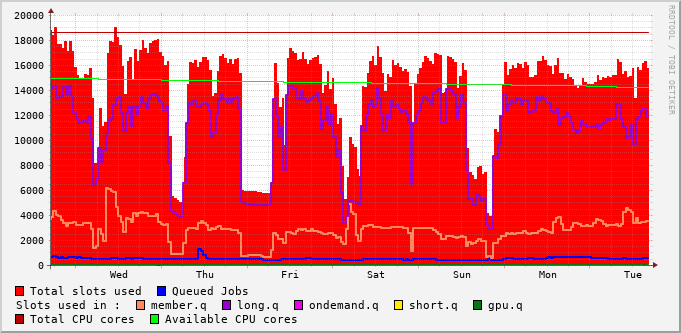 20000
18000
16000
14000
12000
10000
8000
6000
4000
2000
0
Wed Thu Fri Sat Sun Mon Tue
RRDTOOL / TOBI OETIKER
Total slots used Queued Jobs
Slots used in : member.q long.q ondemand.q short.q gpu.q
Total CPU cores Available CPU cores